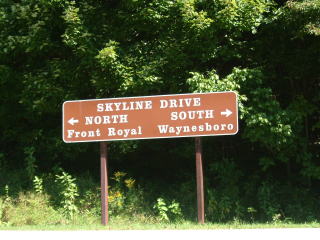 SKYLINE DRIVE
← NORTH SOUTH →
Front Royal Waynesboro